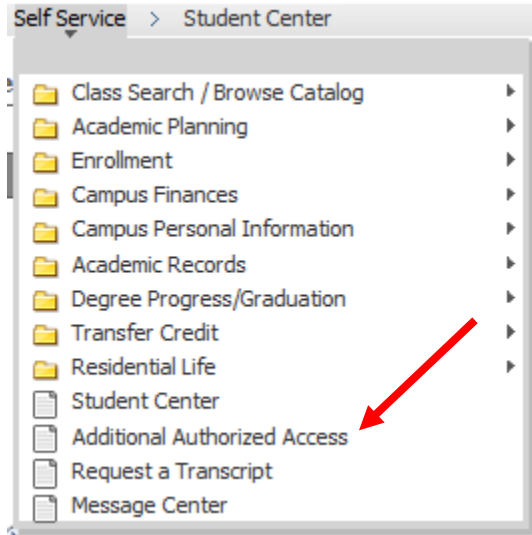 Self Service > Student Center
Class Search / Browse Catalog
Academic Planning
Enrollment
Campus Finances
Campus Personal Information
Academic Records
Degree Progress/Graduation
Transfer Credit
Residential Life
Student Center
Additional Authorized Access
Request a Transcript
Message Center